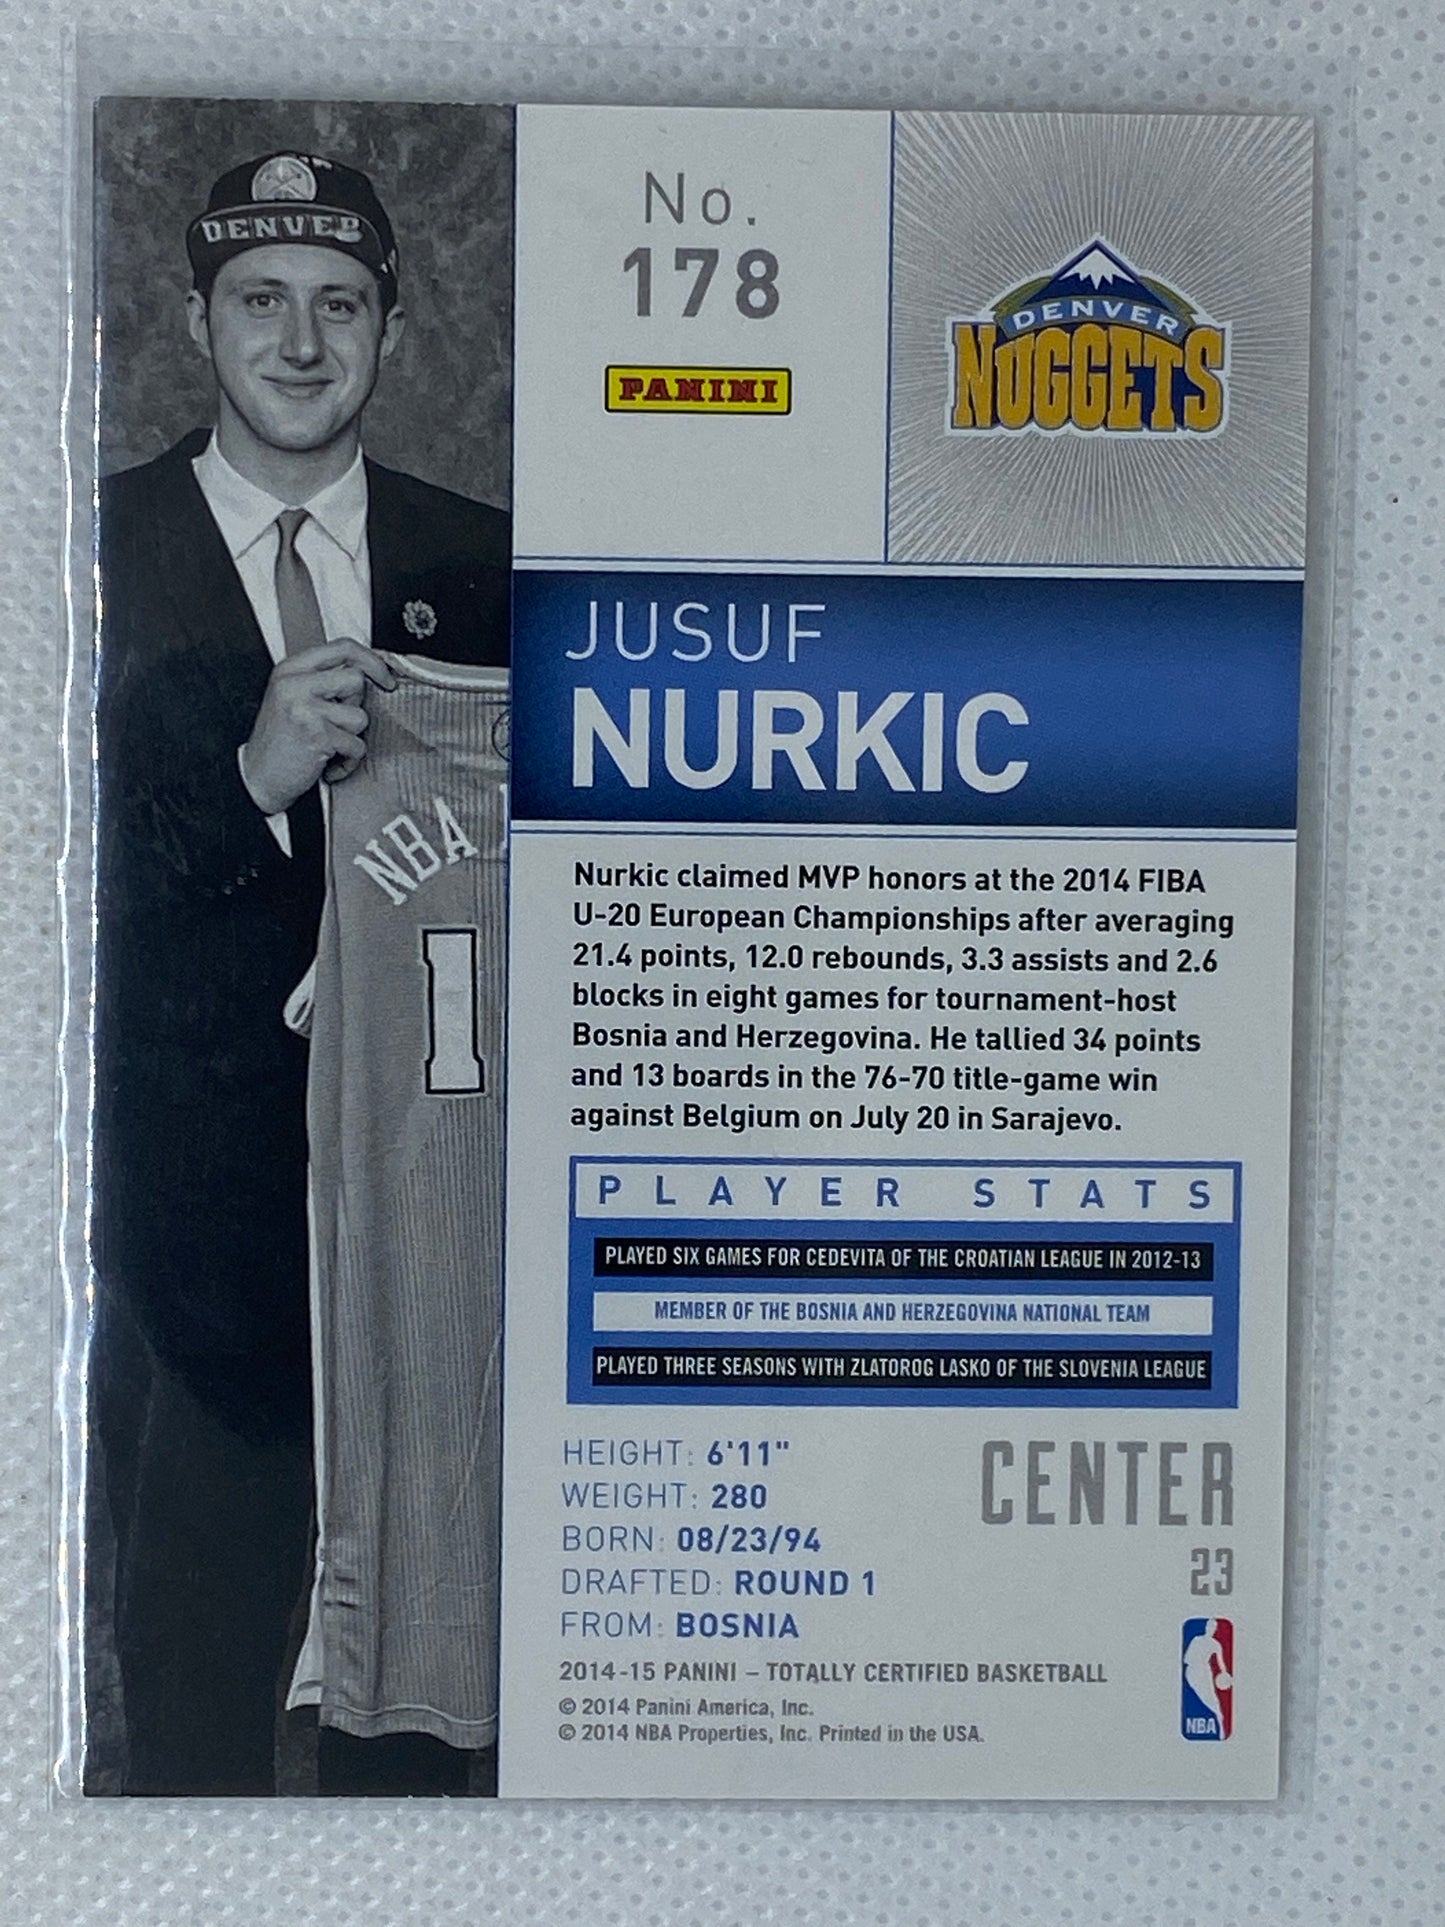 DENVER
NBA
1
No.
178
PANINI
DENVER
NUGGETS
JUSUF
NURKIC
Nurkic claimed MVP honors at the 2014 FIBA
U-20 European Championships after averaging
21.4 points, 12.0 rebounds, 3.3 assists and 2.6
blocks in eight games for tournament-host
Bosnia and Herzegovina. He tallied 34 points
and 13 boards in the 76-70 title-game win
against Belgium on July 20 in Sarajevo.
PLAYER STATS
PLAYED SIX GAMES FOR CEDEVITA OF THE CROATIAN LEAGUE IN 2012-13
MEMBER OF THE BOSNIA AND HERZEGOVINA NATIONAL TEAM
PLAYED THREE SEASONS WITH ZLATOROG LASKO OF THE SLOVENIA LEAGUE
HEIGHT: 6'11"
WEIGHT: 280
BORN: 08/23/94
DRAFTED: ROUND 1
FROM: BOSNIA
CENTER
23
NBA
2014-15 PANINI – TOTALLY CERTIFIED BASKETBALL
© 2014 Panini America, Inc.
© 2014 NBA Properties, Inc. Printed in the USA.